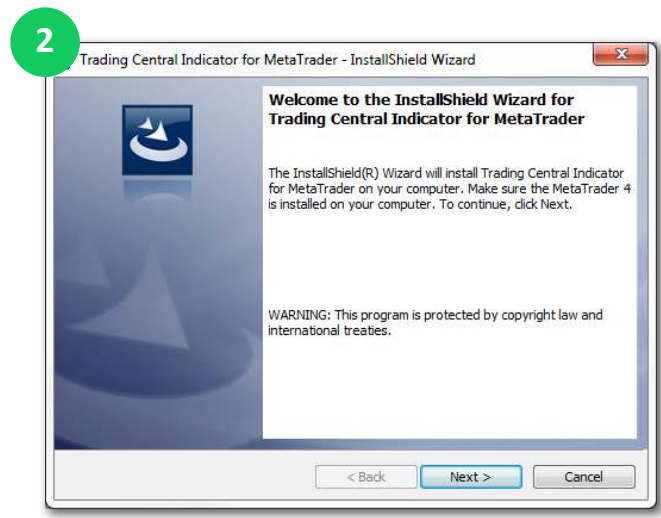 2
Trading Central Indicator for MetaTrader - InstallShield Wizard
Welcome to the InstallShield Wizard for
Trading Central Indicator for MetaTrader
The InstallShield(R) Wizard will install Trading Central Indicator
for MetaTrader on your computer. Make sure the MetaTrader 4
is installed on your computer. To continue, click Next.
WARNING: This program is protected by copyright law and
international treaties.
< Back Next > Cancel